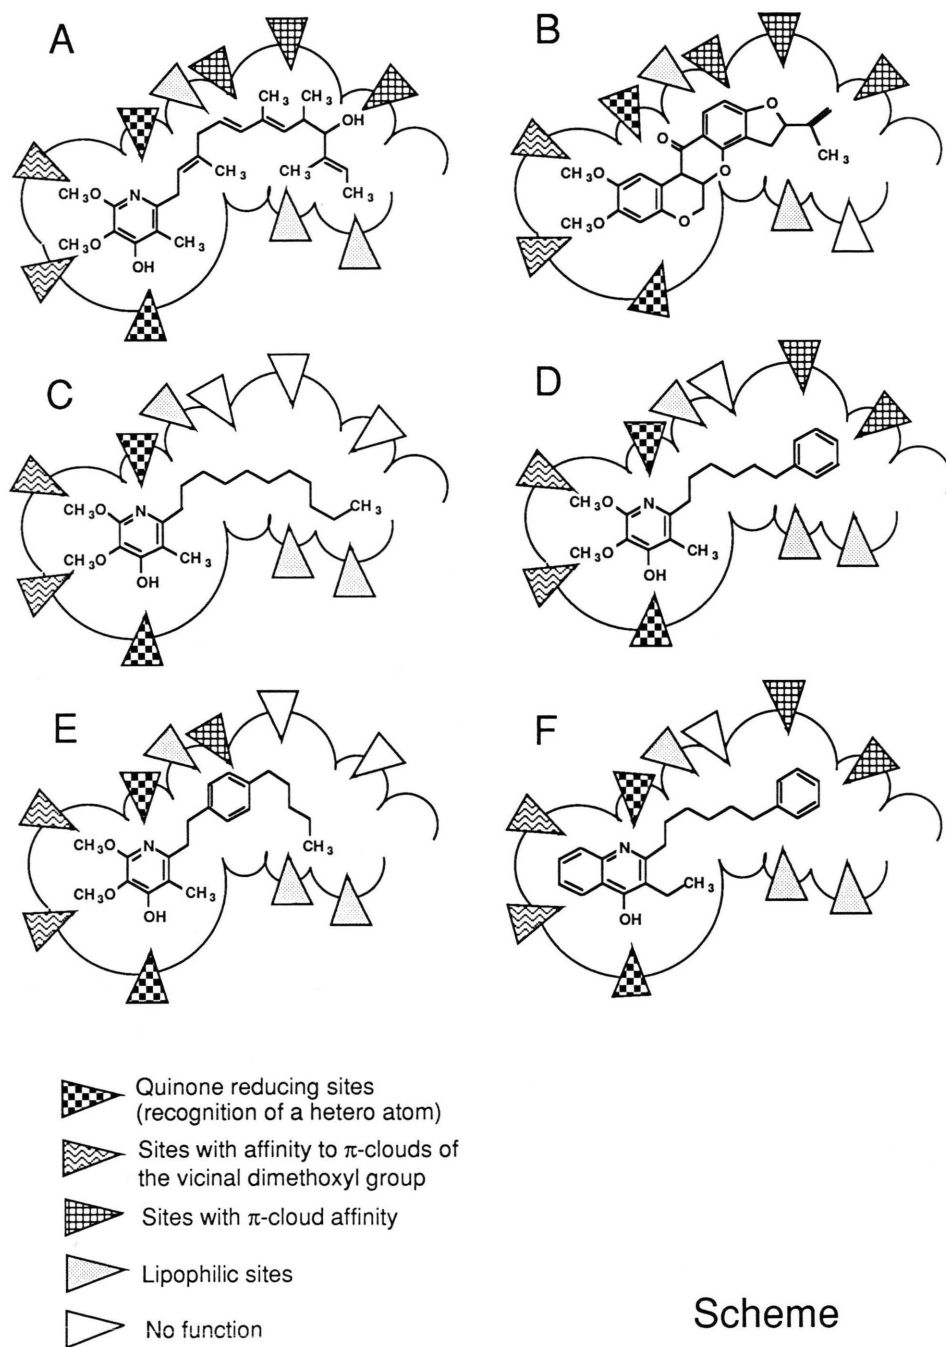 A
B
CH₃
CH₃
OH
CH₃
CH₃
CH₃
CH₃O
N
CH₃O
CH₃
OH
O
O
CH₃
O
CH₃O
CH₃O
O
C
D
CH₃O
N
CH₃
CH₃O
CH₃
OH
CH₃O
N
CH₃O
CH₃
OH
E
F
CH₃
CH₃O
N
CH₃O
CH₃
OH
N
CH₃
OH
Quinone reducing sites
(recognition of a hetero atom)
Sites with affinity to π-clouds of
the vicinal dimethoxyl group
Sites with π-cloud affinity
Lipophilic sites
No function
Scheme